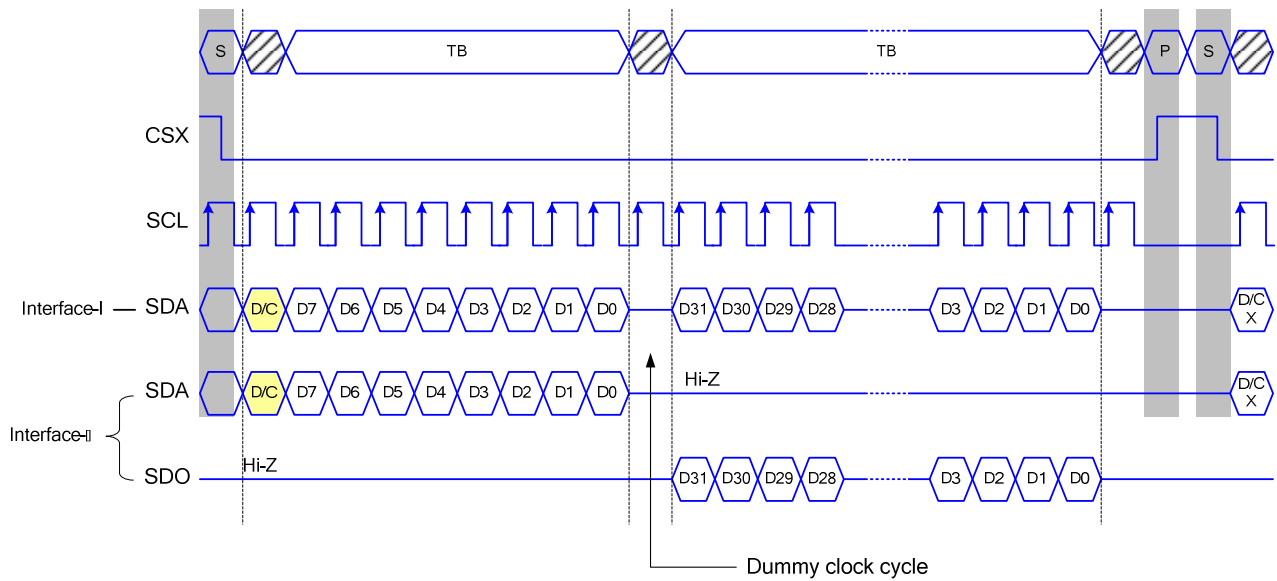 S TB TB P S
CSX
SCL
Interface-I SDA D/C D7 D6 D5 D4 D3 D2 D1 D0 D31 D30 D29 D28 D3 D2 D1 D0 D/C X
SDA D/C D7 D6 D5 D4 D3 D2 D1 D0 Hi-Z D/C X
Interface-▯
SDO Hi-Z D31 D30 D29 D28 D3 D2 D1 D0
Dummy clock cycle